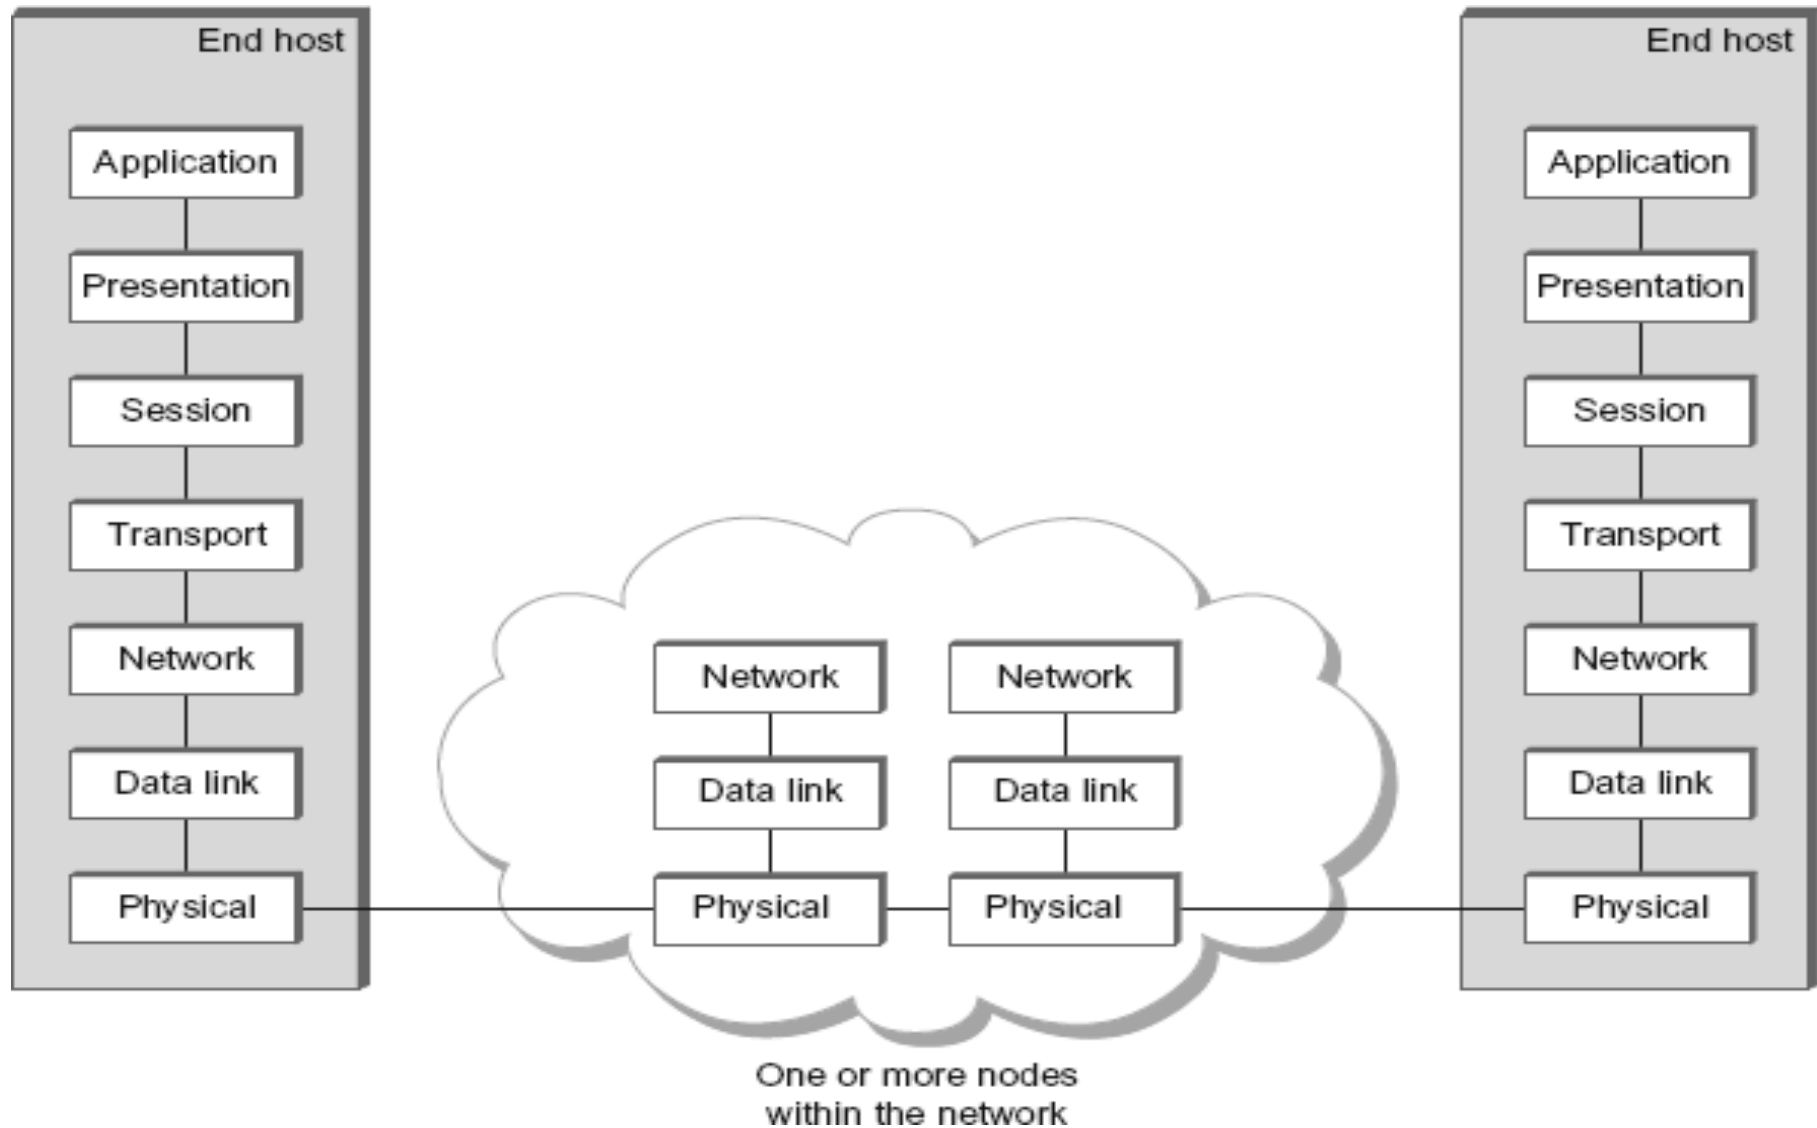 End host
Application
Presentation
Session
Transport
Network
Data link
Physical
Network
Data link
Physical
Network
Data link
Physical
One or more nodes
within the network
End host
Application
Presentation
Session
Transport
Network
Data link
Physical